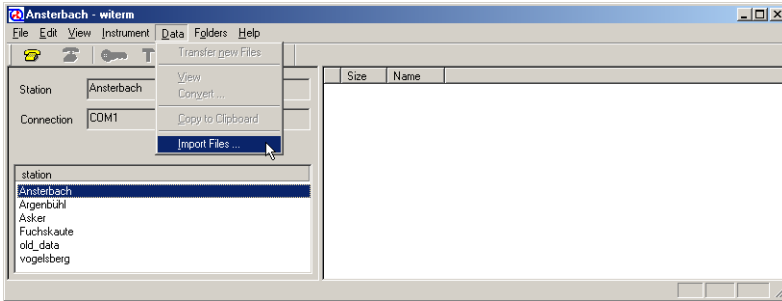 Ansterbach - witerm
File Edit View Instrument Data Folders Help
Transfer new Files
View
Convert ...
Copy to Clipboard
Import Files ...
Station Ansterbach
Connection COM1
station
Ansterbach
Argenbühl
Asker
Fuchskaute
old_data
vogelsberg
Size Name